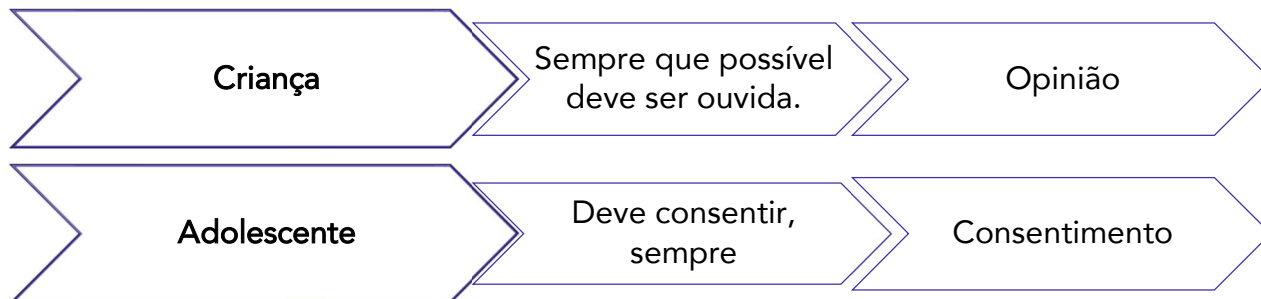 Criança
Sempre que possível
deve ser ouvida.
Opinião
Adolescente
Deve consentir,
sempre
Consentimento